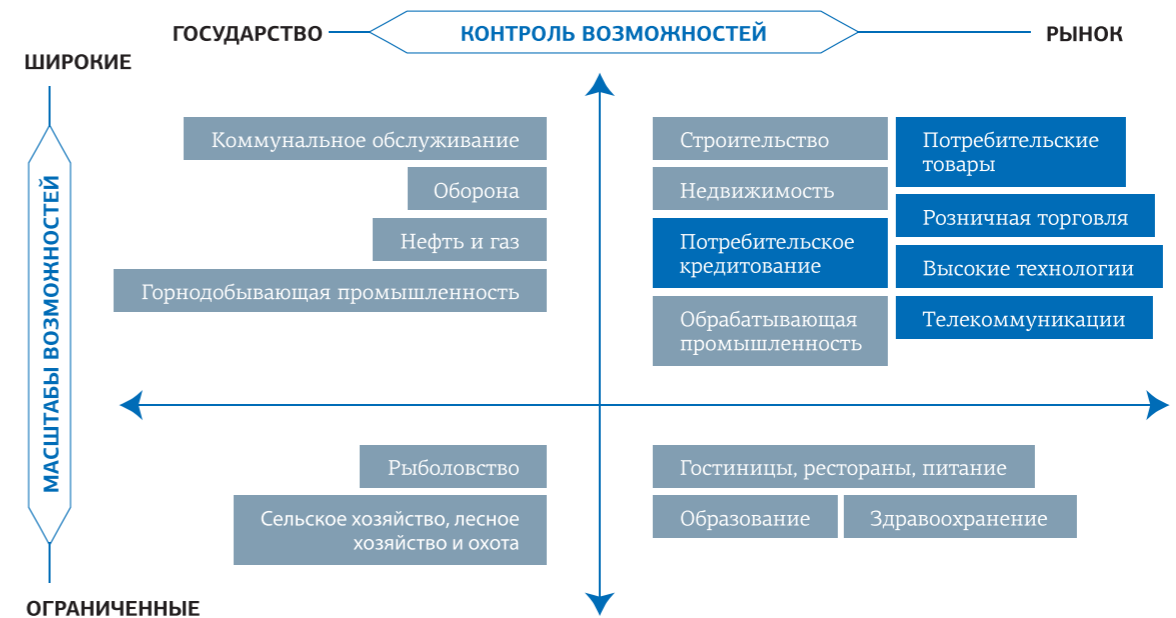 ГОСУДАРСТВО
КОНТРОЛЬ ВОЗМОЖНОСТЕЙ
РЫНОК
ШИРОКИЕ
МАСШТАБЫ ВОЗМОЖНОСТЕЙ
ОГРАНИЧЕННЫЕ
Коммунальное обслуживание
Оборона
Нефть и газ
Горнодобывающая промышленность
Строительство
Недвижимость
Потребительское
кредитование
Обрабатывающая
промышленность
Потребительские
товары
Розничная торговля
Высокие технологии
Телекоммуникации
Рыболовство
Сельское хозяйство, лесное
хозяйство и охота
Гостиницы, рестораны, питание
Образование
Здравоохранение